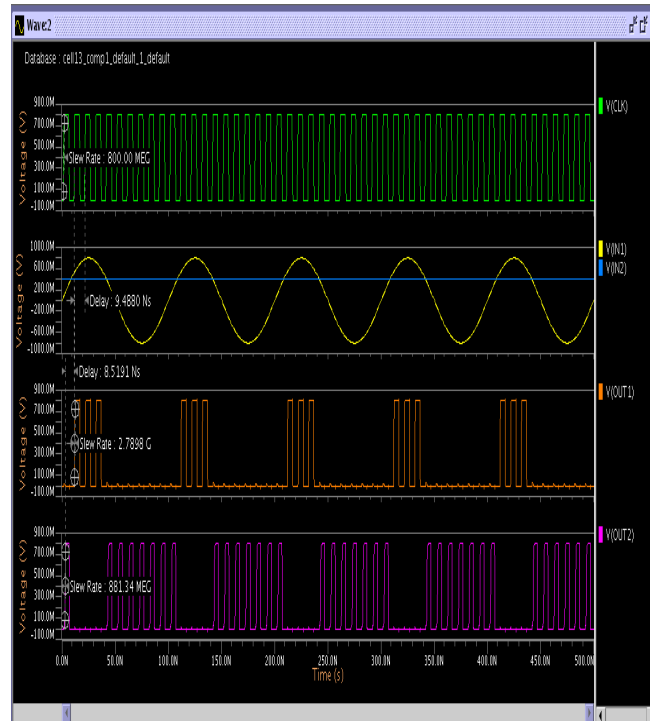 Wave:2
Database : cell13_comp1_default_1_default
900.0M
700.0M
500.0M
300.0M
100.0M
-100.0M
Voltage (V)
Slew Rate : 800.00 MEG
V(CLK)
1000.0M
600.0M
200.0M
-200.0M
-600.0M
-1000.0M
Voltage (V)
Delay : 9.4880 Ns
V(IN1)
V(IN2)
Delay : 8.5191 Ns
900.0M
700.0M
500.0M
300.0M
100.0M
-100.0M
Voltage (V)
Slew Rate : 2.7898 G
V(OUT1)
900.0M
700.0M
500.0M
300.0M
100.0M
-100.0M
Voltage (V)
Slew Rate : 881.34 MEG
V(OUT2)
0.0N 50.0N 100.0N 150.0N 200.0N 250.0N 300.0N 350.0N 400.0N 450.0N 500.0N
Time (s)